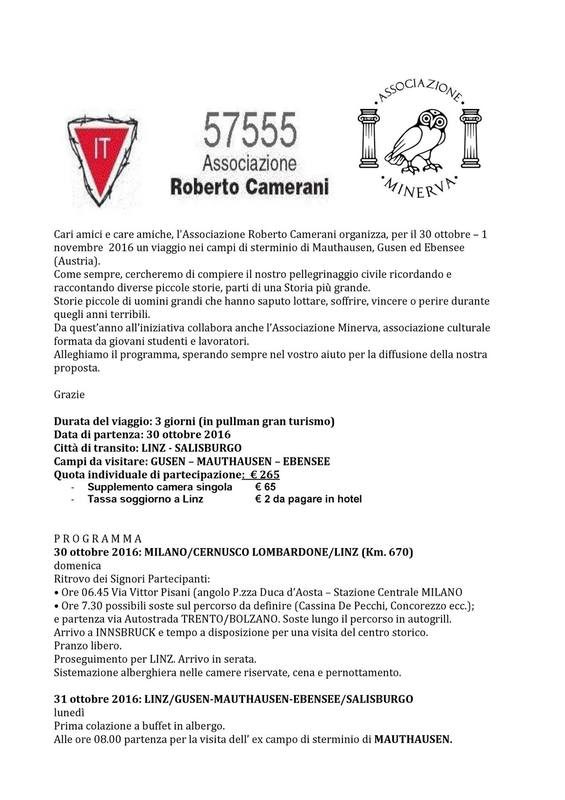 IT
57555
Associazione
Roberto Camerani
• ASSOCIAZIONE •
• MINERVA •
Cari amici e care amiche, l'Associazione Roberto Camerani organizza, per il 30 ottobre – 1
novembre 2016 un viaggio nei campi di sterminio di Mauthausen, Gusen ed Ebensee
(Austria).
Come sempre, cercheremo di compiere il nostro pellegrinaggio civile ricordando e
raccontando diverse piccole storie, parti di una Storia più grande.
Storie piccole di uomini grandi che hanno saputo lottare, soffrire, vincere o perire durante
quegli anni terribili.
Da quest'anno all'iniziativa collabora anche l'Associazione Minerva, associazione culturale
formata da giovani studenti e lavoratori.
Alleghiamo il programma, sperando sempre nel vostro aiuto per la diffusione della nostra
proposta.
Grazie
Durata del viaggio: 3 giorni (in pullman gran turismo)
Data di partenza: 30 ottobre 2016
Città di transito: LINZ - SALISBURGO
Campi da visitare: GUSEN – MAUTHAUSEN – EBENSEE
Quota individuale di partecipazione: € 265
- Supplemento camera singola € 65
- Tassa soggiorno a Linz € 2 da pagare in hotel
P R O G R A M M A
30 ottobre 2016: MILANO/CERNUSCO LOMBARDONE/LINZ (Km. 670)
domenica
Ritrovo dei Signori Partecipanti:
• Ore 06.45 Via Vittor Pisani (angolo P.zza Duca d'Aosta – Stazione Centrale MILANO
• Ore 7.30 possibili soste sul percorso da definire (Cassina De Pecchi, Concorezzo ecc.);
e partenza via Autostrada TRENTO/BOLZANO. Soste lungo il percorso in autogrill.
Arrivo a INNSBRUCK e tempo a disposizione per una visita del centro storico.
Pranzo libero.
Proseguimento per LINZ. Arrivo in serata.
Sistemazione alberghiera nelle camere riservate, cena e pernottamento.
31 ottobre 2016: LINZ/GUSEN-MAUTHAUSEN-EBENSEE/SALISBURGO
lunedì
Prima colazione a buffet in albergo.
Alle ore 08.00 partenza per la visita dell' ex campo di sterminio di MAUTHAUSEN.